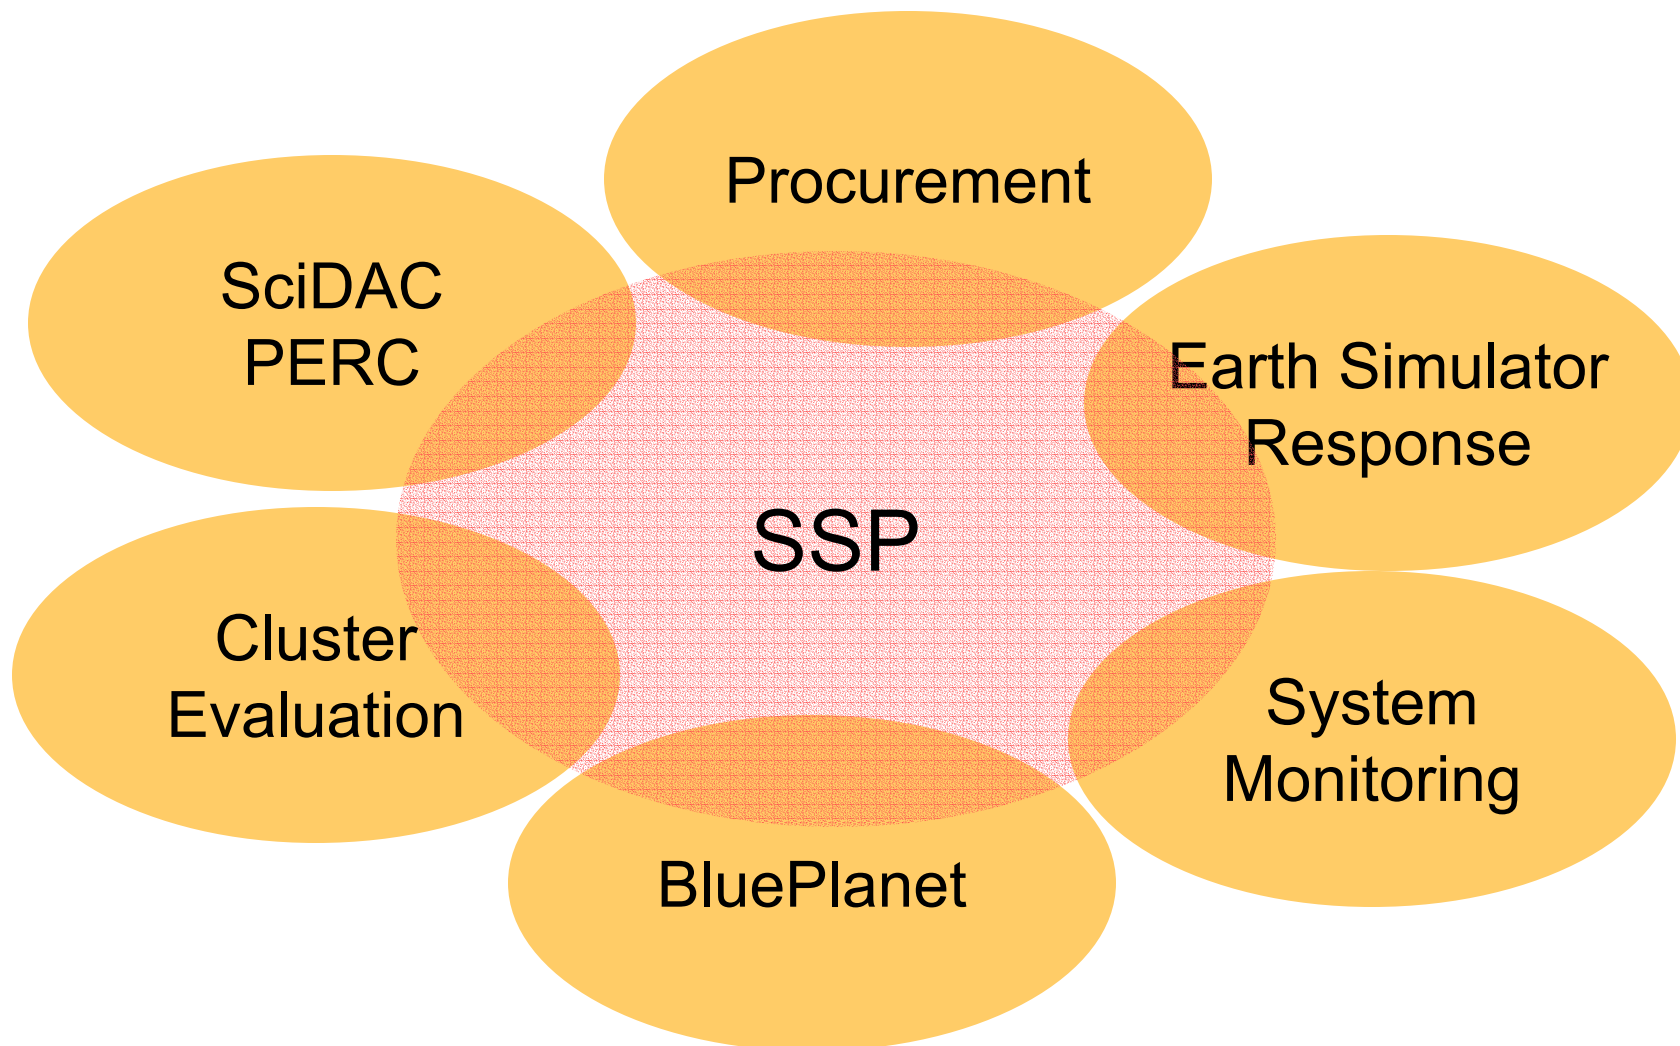 Procurement
SciDAC
PERC
Earth Simulator
Response
SSP
Cluster
Evaluation
System
Monitoring
BluePlanet